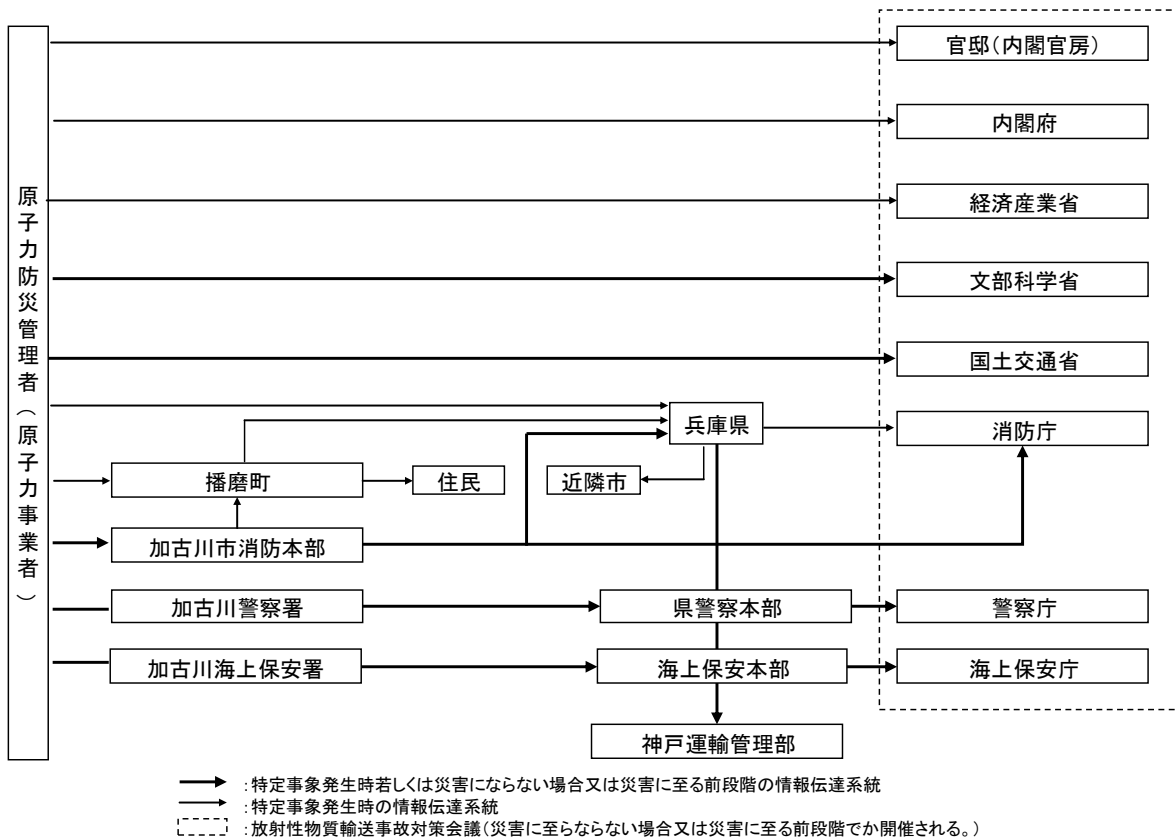 原子力防災管理者(原子力事業者)
官邸(内閣官房)
内閣府
経済産業省
文部科学省
国土交通省
兵庫県
消防庁
播磨町
住民
近隣市
加古川市消防本部
加古川警察署
県警察本部
警察庁
加古川海上保安署
海上保安本部
海上保安庁
神戸運輸管理部
:特定事象発生時若しくは災害にならない場合又は災害に至る前段階の情報伝達系統
:特定事象発生時の情報伝達系統
:放射性物質輸送事故対策会議(災害に至らならない場合又は災害に至る前段階でか開催される。)